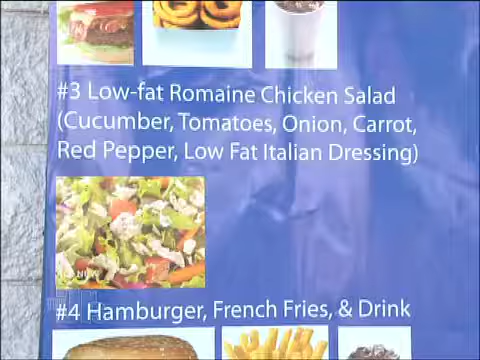 #3 Low-fat Romaine Chicken Salad
(Cucumber, Tomatoes, Onion, Carrot,
Red Pepper, Low Fat Italian Dressing)
#4 Hamburger, French Fries, & Drink